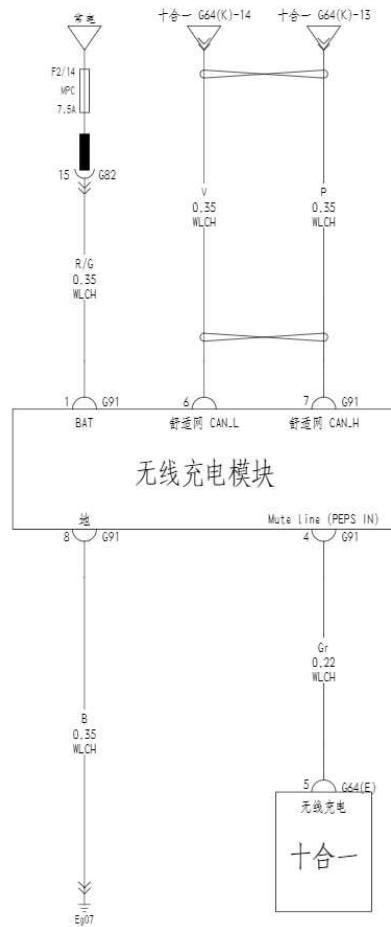 常电
十合一 G64(K)-14
十合一 G64(K)-13
F2/14
MPC
7.5A
15 G82
R/G
0.35
WLCH
V
0.35
WLCH
P
0.35
WLCH
1 G91
6
7 G91
BAT
舒适网 CAN_L
舒适网 CAN_H
无线充电模块
地
Mute line (PEPS IN)
8 G91
4 G91
B
0.35
WLCH
Gr
0.22
WLCH
5 G64(E)
无线充电
十合一
Eg07